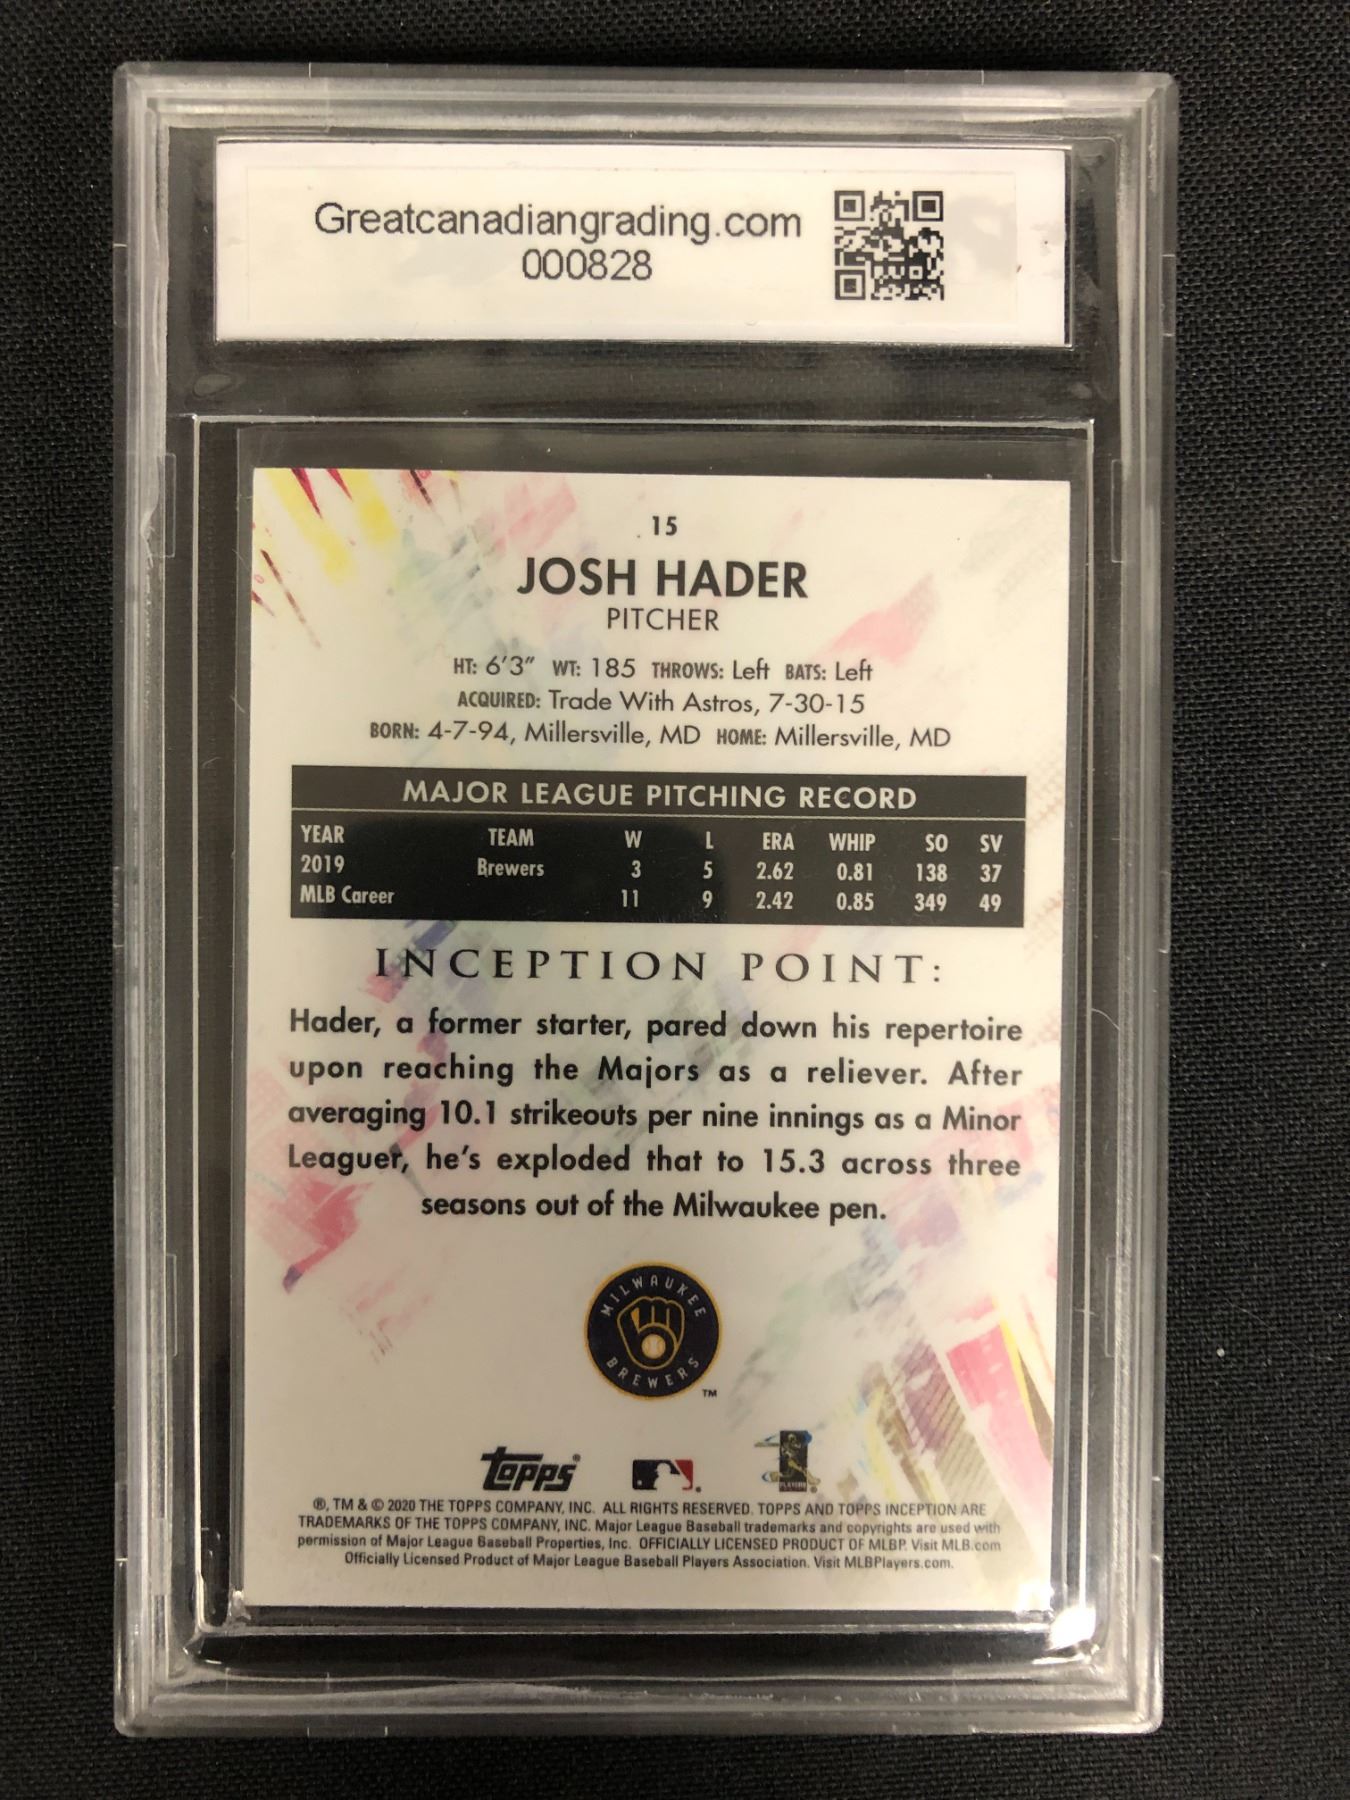 Greatcanadiangrading.com
000828
15
JOSH HADER
PITCHER
HT: 6'3" WT: 185 THROWS: Left BATS: Left
ACQUIRED: Trade With Astros, 7-30-15
BORN: 4-7-94, Millersville, MD HOME: Millersville, MD
MAJOR LEAGUE PITCHING RECORD
YEAR TEAM W L ERA WHIP SO SV
2019 Brewers 3 5 2.62 0.81 138 37
MLB Career 11 9 2.42 0.85 349 49
INCEPTION POINT:
Hader, a former starter, pared down his repertoire
upon reaching the Majors as a reliever. After
averaging 10.1 strikeouts per nine innings as a Minor
Leaguer, he's exploded that to 15.3 across three
seasons out of the Milwaukee pen.
MILWAUKEE
BREWERS
TM
Topps®
PLAYERS
®, TM & © 2020 THE TOPPS COMPANY, INC. ALL RIGHTS RESERVED. TOPPS AND TOPPS INCEPTION ARE
TRADEMARKS OF THE TOPPS COMPANY, INC. Major League Baseball trademarks and copyrights are used with
permission of Major League Baseball Properties, Inc. OFFICIALLY LICENSED PRODUCT OF MLBP. Visit MLB.com
Officially Licensed Product of Major League Baseball Players Association. Visit MLBPlayers.com.